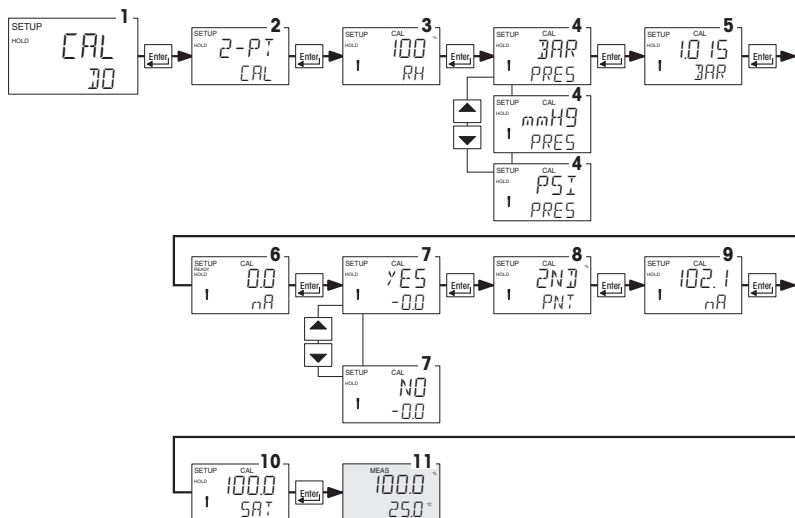 1
SETUP
HOLD
CAL
DO
Enter
2
SETUP CAL
HOLD
2-PT
CAL
Enter
3
SETUP CAL
HOLD
100 %
RH
Enter
4
SETUP CAL
HOLD
BAR
PRES
Enter
5
SETUP CAL
HOLD
1.015
BAR
4
SETUP CAL
HOLD
mmHg
PRES
4
SETUP CAL
HOLD
PSI
PRES
6
SETUP CAL
READY
HOLD
0.0
nA
Enter
7
SETUP CAL
HOLD
YES
-0.0
Enter
8
SETUP CAL
HOLD
2ND %
PNT
Enter
9
SETUP CAL
HOLD
102.1
nA
7
SETUP CAL
HOLD
NO
-0.0
10
SETUP CAL
HOLD
100.0
SAT
Enter
11
MEAS
100.0 %
25.0 °C